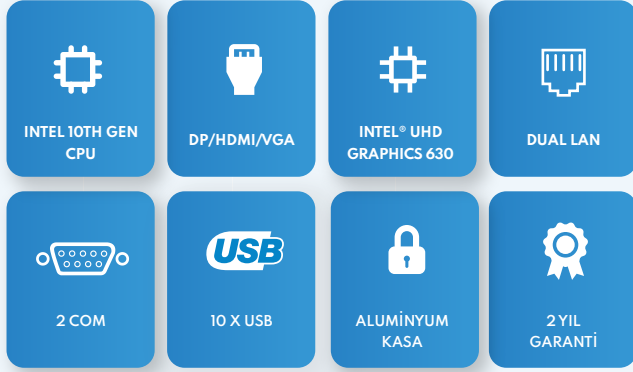 INTEL 10TH GEN
CPU
DP/HDMI/VGA
INTEL® UHD
GRAPHICS 630
DUAL LAN
USB
2 COM
10 X USB
ALUMİNYUM
KASA
2 YIL
GARANTİ